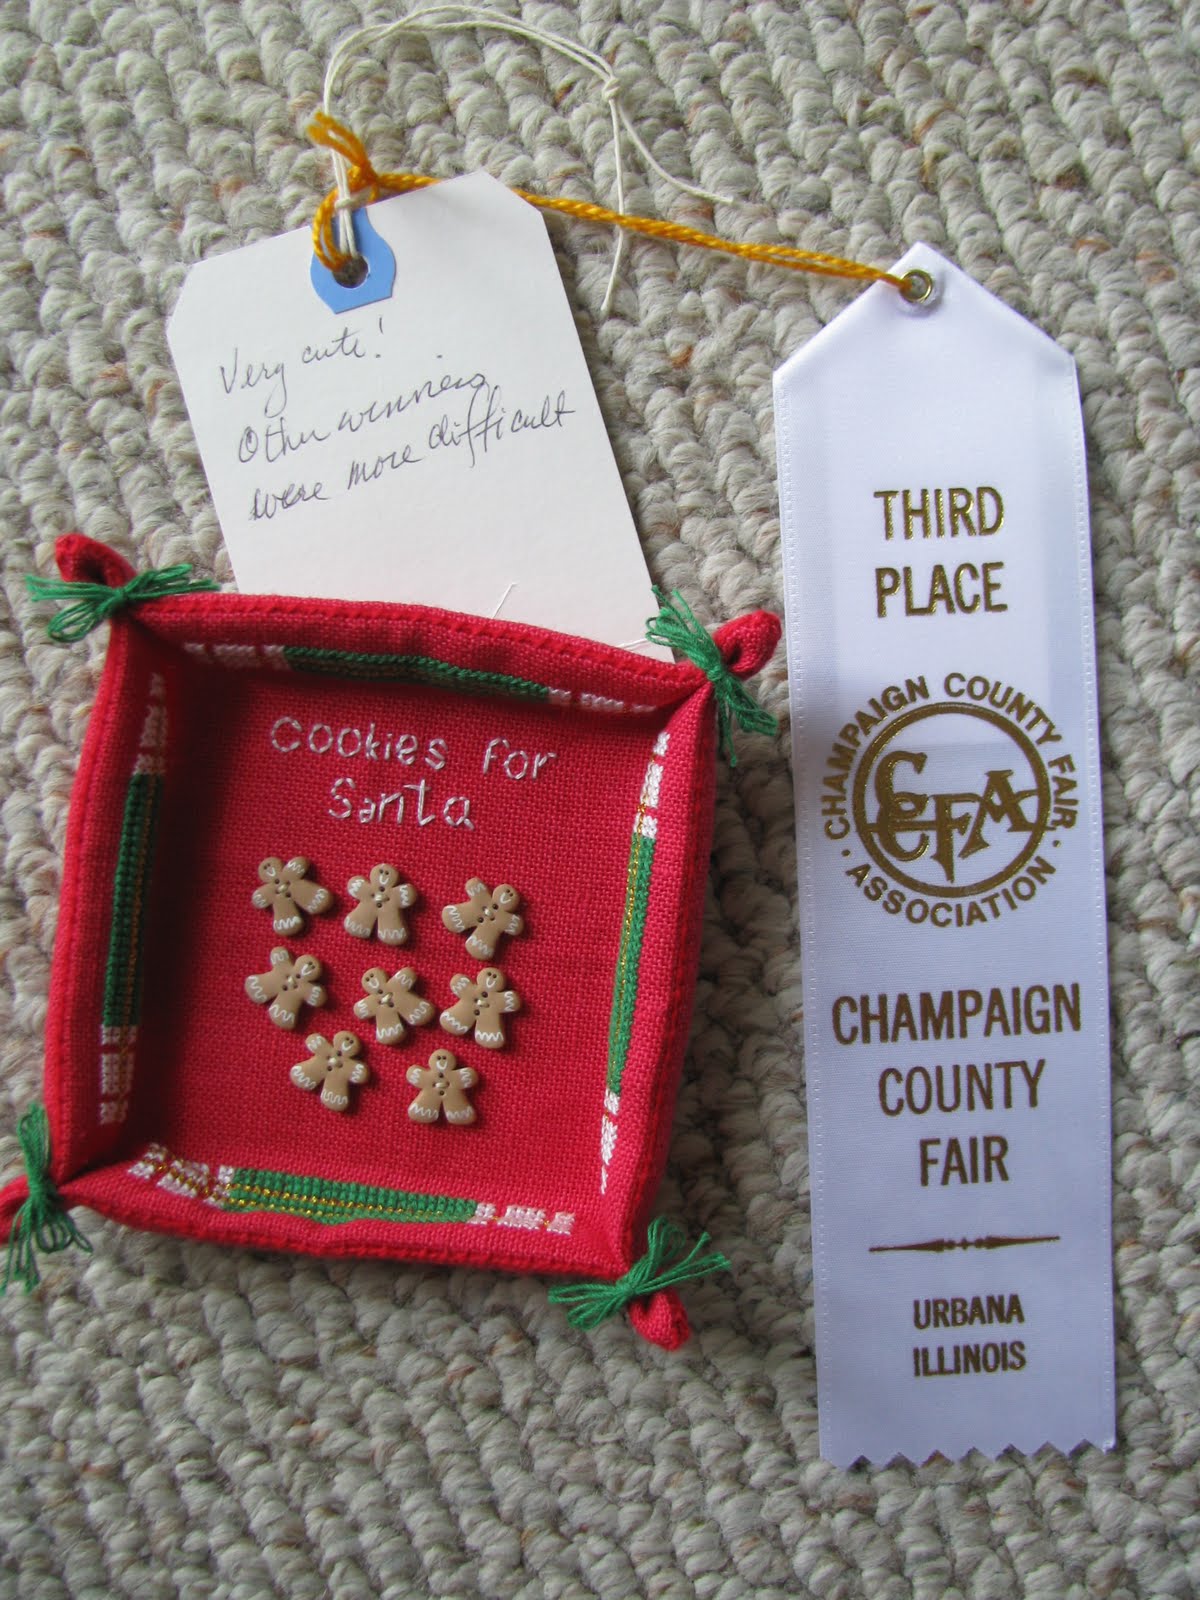 Very cute!
Other winners
were more difficult
Cookies for
Santa
THIRD
PLACE
CHAMPAIGN COUNTY FAIR
CCFA
· ASSOCIATION ·
CHAMPAIGN
COUNTY
FAIR
URBANA
ILLINOIS